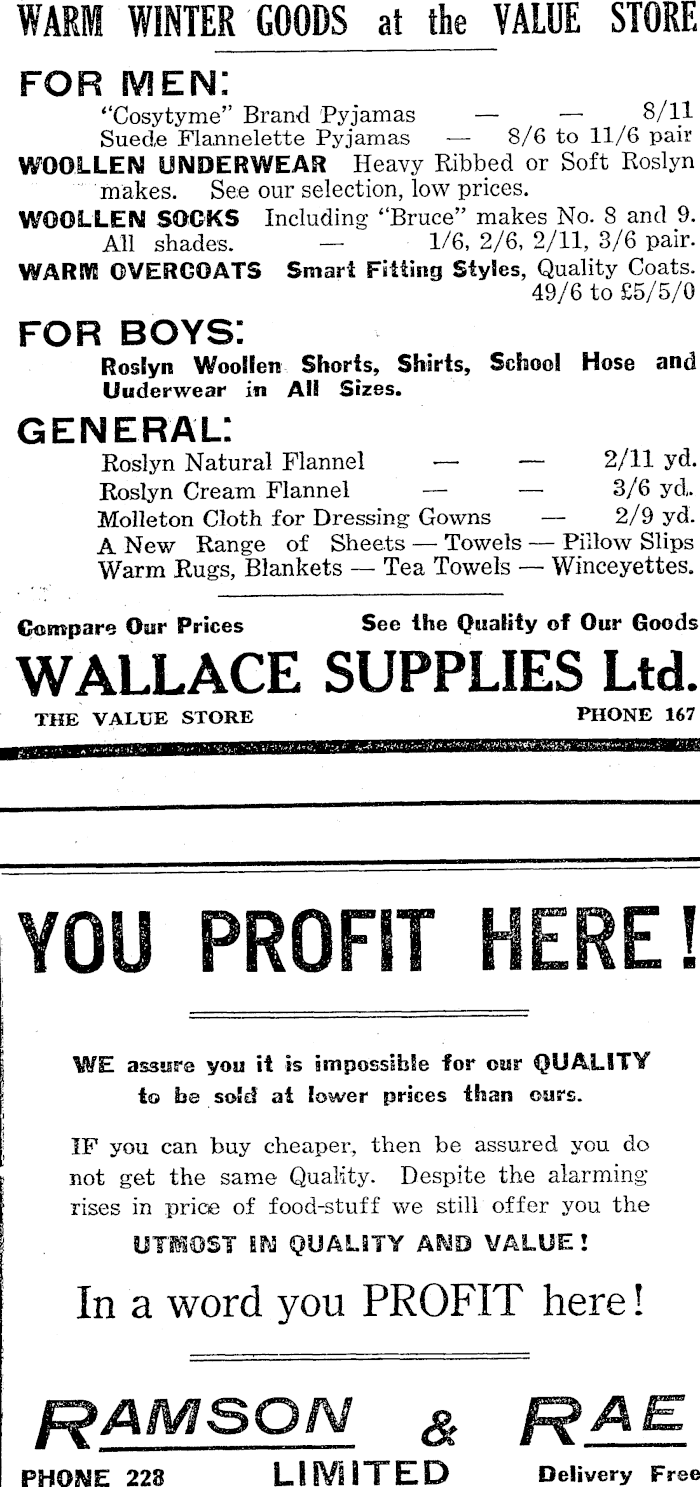 WARM WINTER GOODS at the VALUE STORE
FOR MEN:
"Cosytyme" Brand Pyjamas — — 8/11
Suede Flannelette Pyjamas — 8/6 to 11/6 pair
WOOLLEN UNDERWEAR Heavy Ribbed or Soft Roslyn
makes. See our selection, low prices.
WOOLLEN SOCKS Including "Bruce" makes No. 8 and 9.
All shades. — 1/6, 2/6, 2/11, 3/6 pair.
WARM OVERCOATS Smart Fitting Styles, Quality Coats.
49/6 to £5/5/0
FOR BOYS:
Roslyn Woollen Shorts, Shirts, School Hose and
Uuderwear in All Sizes.
GENERAL:
Roslyn Natural Flannel — — 2/11 yd.
Roslyn Cream Flannel — — 3/6 yd.
Molleton Cloth for Dressing Gowns — 2/9 yd.
A New Range of Sheets — Towels — Pillow Slips
Warm Rugs, Blankets — Tea Towels — Winceyettes.
Compare Our Prices See the Quality of Our Goods
WALLACE SUPPLIES Ltd.
THE VALUE STORE PHONE 167
YOU PROFIT HERE!
WE assure you it is impossible for our QUALITY
to be sold at lower prices than ours.
IF you can buy cheaper, then be assured you do
not get the same Quality. Despite the alarming
rises in price of food-stuff we still offer you the
UTMOST IN QUALITY AND VALUE!
In a word you PROFIT here!
RAMSON & RAE
PHONE 228 LIMITED Delivery Free